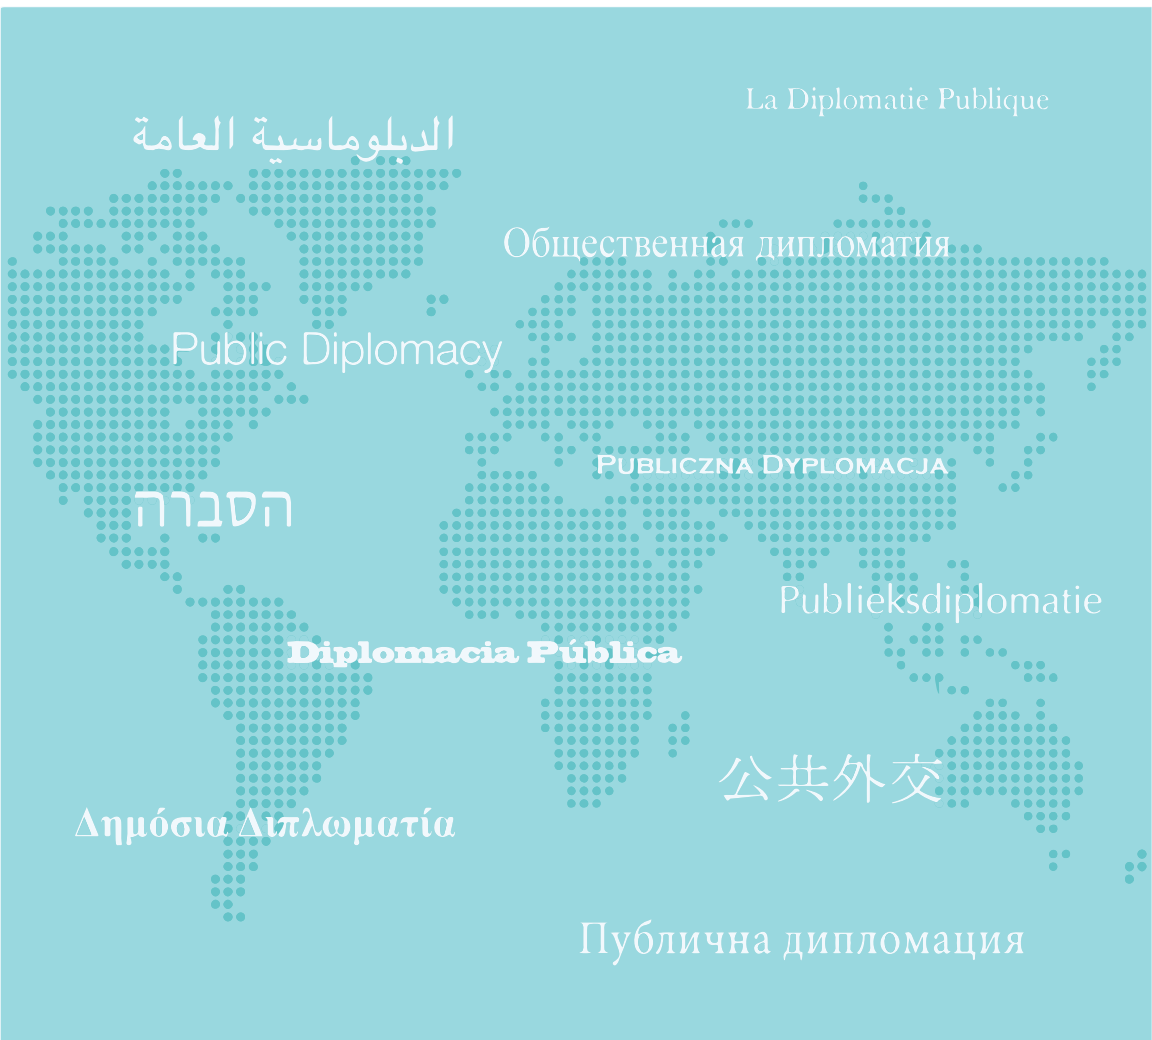 La Diplomatie Publique
الدبلوماسية العامة
Общественная дипломатия
Public Diplomacy
Publiczna Dyplomacja
הסברה
Publieksdiplomatie
Diplomacia Pública
公共外交
Δημόσια Διπλωματία
Публична дипломация